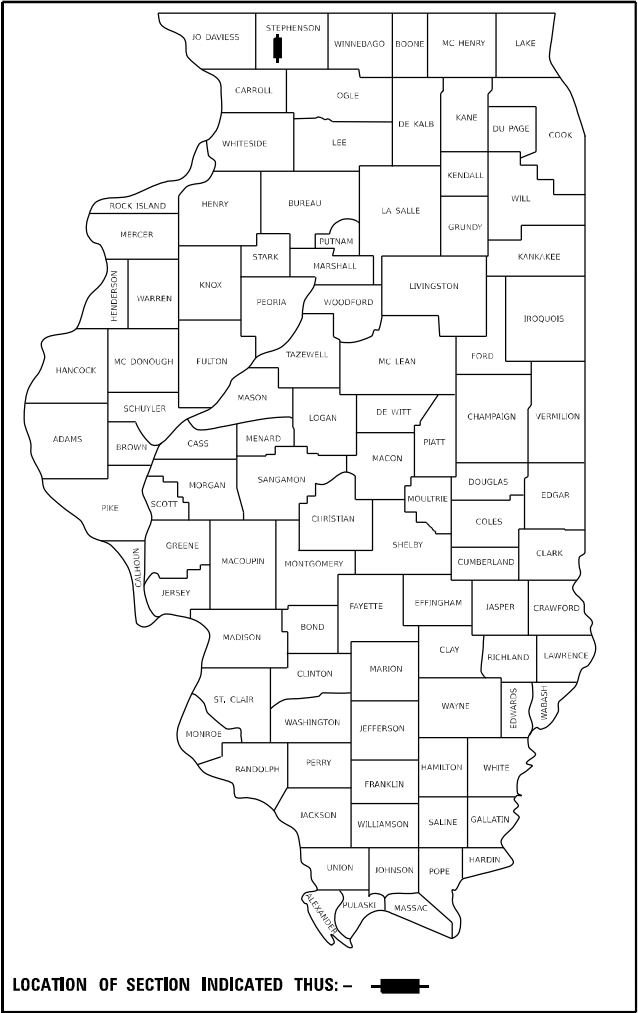 JO DAVIESS
STEPHENSON
WINNEBAGO
BOONE
MC HENRY
LAKE
CARROLL
OGLE
DE KALB
KANE
DU PAGE
COOK
WHITESIDE
LEE
KENDALL
WILL
ROCK ISLAND
HENRY
BUREAU
LA SALLE
GRUNDY
MERCER
PUTNAM
STARK
MARSHALL
KANKAKEE
HENDERSON
WARREN
KNOX
PEORIA
WOODFORD
LIVINGSTON
IROQUOIS
HANCOCK
MC DONOUGH
FULTON
TAZEWELL
MC LEAN
FORD
MASON
SCHUYLER
LOGAN
DE WITT
CHAMPAIGN
VERMILION
ADAMS
BROWN
CASS
MENARD
MACON
PIATT
PIKE
SCOTT
MORGAN
SANGAMON
MOULTRIE
DOUGLAS
EDGAR
CHRISTIAN
COLES
CALHOUN
GREENE
MACOUPIN
MONTGOMERY
SHELBY
CUMBERLAND
CLARK
JERSEY
FAYETTE
EFFINGHAM
JASPER
CRAWFORD
MADISON
BOND
CLAY
RICHLAND
LAWRENCE
CLINTON
MARION
ST. CLAIR
WAYNE
EDWARDS
WABASH
WASHINGTON
JEFFERSON
MONROE
RANDOLPH
PERRY
HAMILTON
WHITE
FRANKLIN
JACKSON
WILLIAMSON
SALINE
GALLATIN
UNION
JOHNSON
POPE
HARDIN
ALEXANDER
PULASKI
MASSAC
LOCATION OF SECTION INDICATED THUS: –